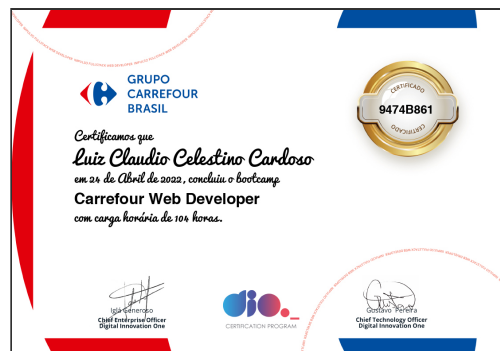 GRUPO
CARREFOUR
BRASIL
CERTIFICADO
9474B861
CERTIFICADO
Certificamos que
Luiz Claudio Celestino Cardoso
em 24 de Abril de 2022, concluiu o bootcamp
Carrefour Web Developer
com carga horária de 104 horas.
Iglá Generoso
Chief Enterprise Officer
Digital Innovation One
dio._
CERTIFICATION PROGRAM
Gustavo Pereira
Chief Technology Officer
Digital Innovation One